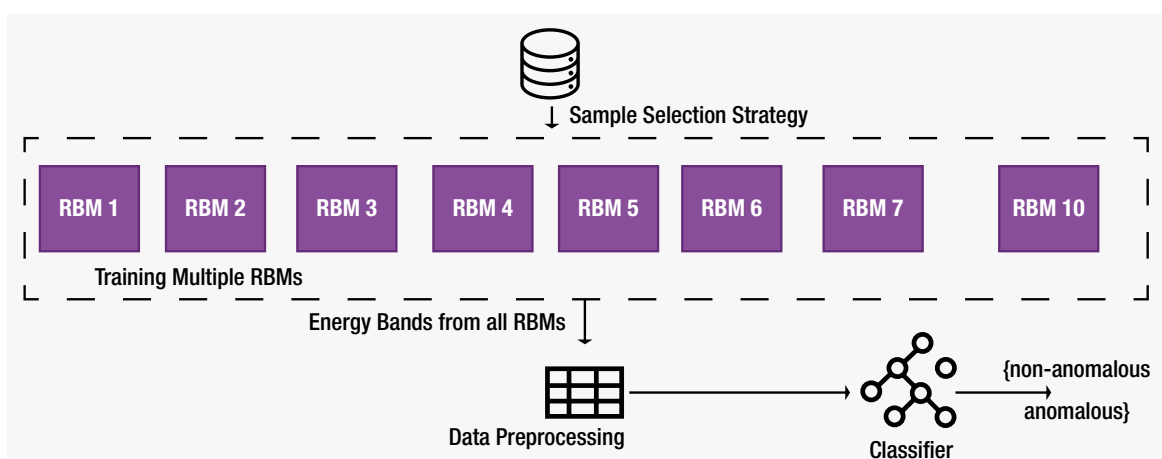 Sample Selection Strategy
RBM 1
RBM 2
RBM 3
RBM 4
RBM 5
RBM 6
RBM 7
RBM 10
Training Multiple RBMs
Energy Bands from all RBMs
{non-anomalous
anomalous}
Data Preprocessing
Classifier